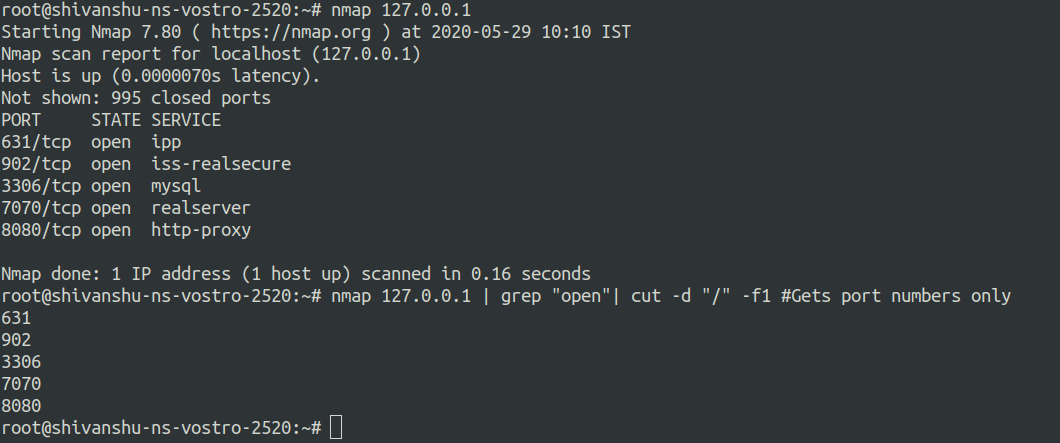 root@shivanshu-ns-vostro-2520:~# nmap 127.0.0.1
Starting Nmap 7.80 ( https://nmap.org ) at 2020-05-29 10:10 IST
Nmap scan report for localhost (127.0.0.1)
Host is up (0.0000070s latency).
Not shown: 995 closed ports
PORT     STATE SERVICE
631/tcp  open  ipp
902/tcp  open  iss-realsecure
3306/tcp open  mysql
7070/tcp open  realserver
8080/tcp open  http-proxy

Nmap done: 1 IP address (1 host up) scanned in 0.16 seconds
root@shivanshu-ns-vostro-2520:~# nmap 127.0.0.1 | grep "open"| cut -d "/" -f1 #Gets port numbers only
631
902
3306
7070
8080
root@shivanshu-ns-vostro-2520:~#